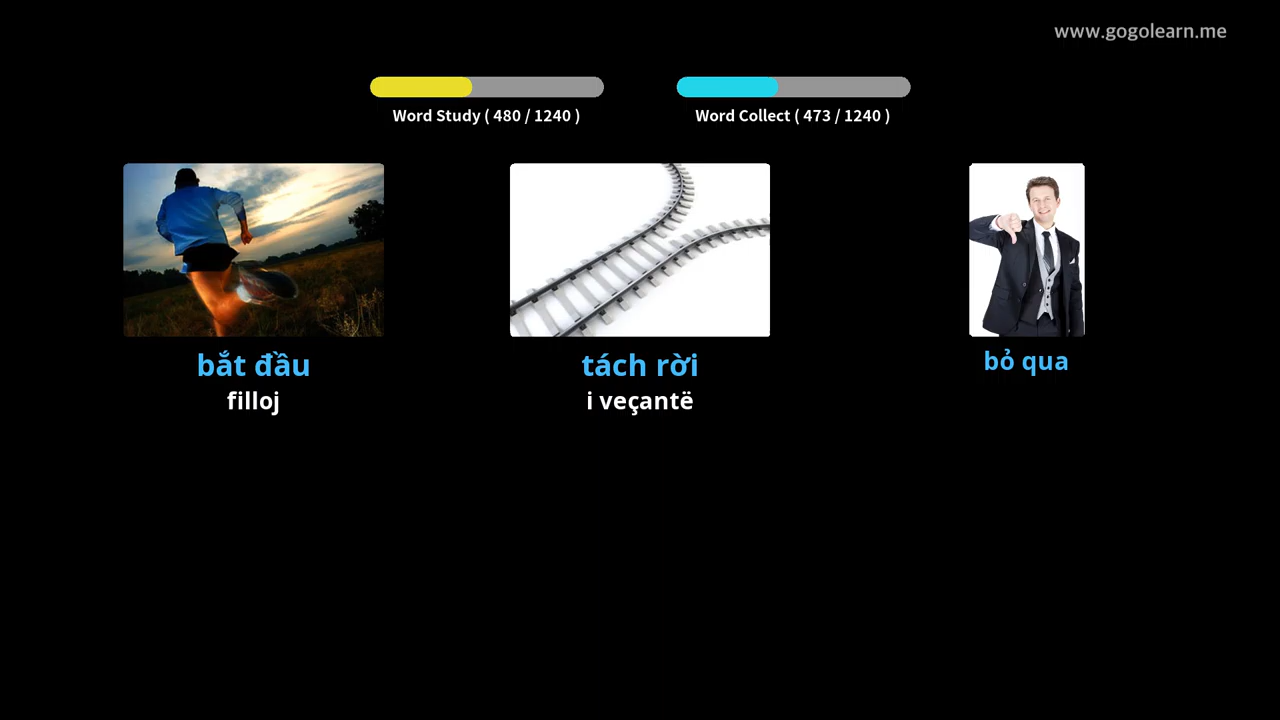 www.gogolearn.me
Word Study ( 480 / 1240 )
Word Collect ( 473 / 1240 )
bắt đầu
filloj
tách rời
i veçantë
bỏ qua